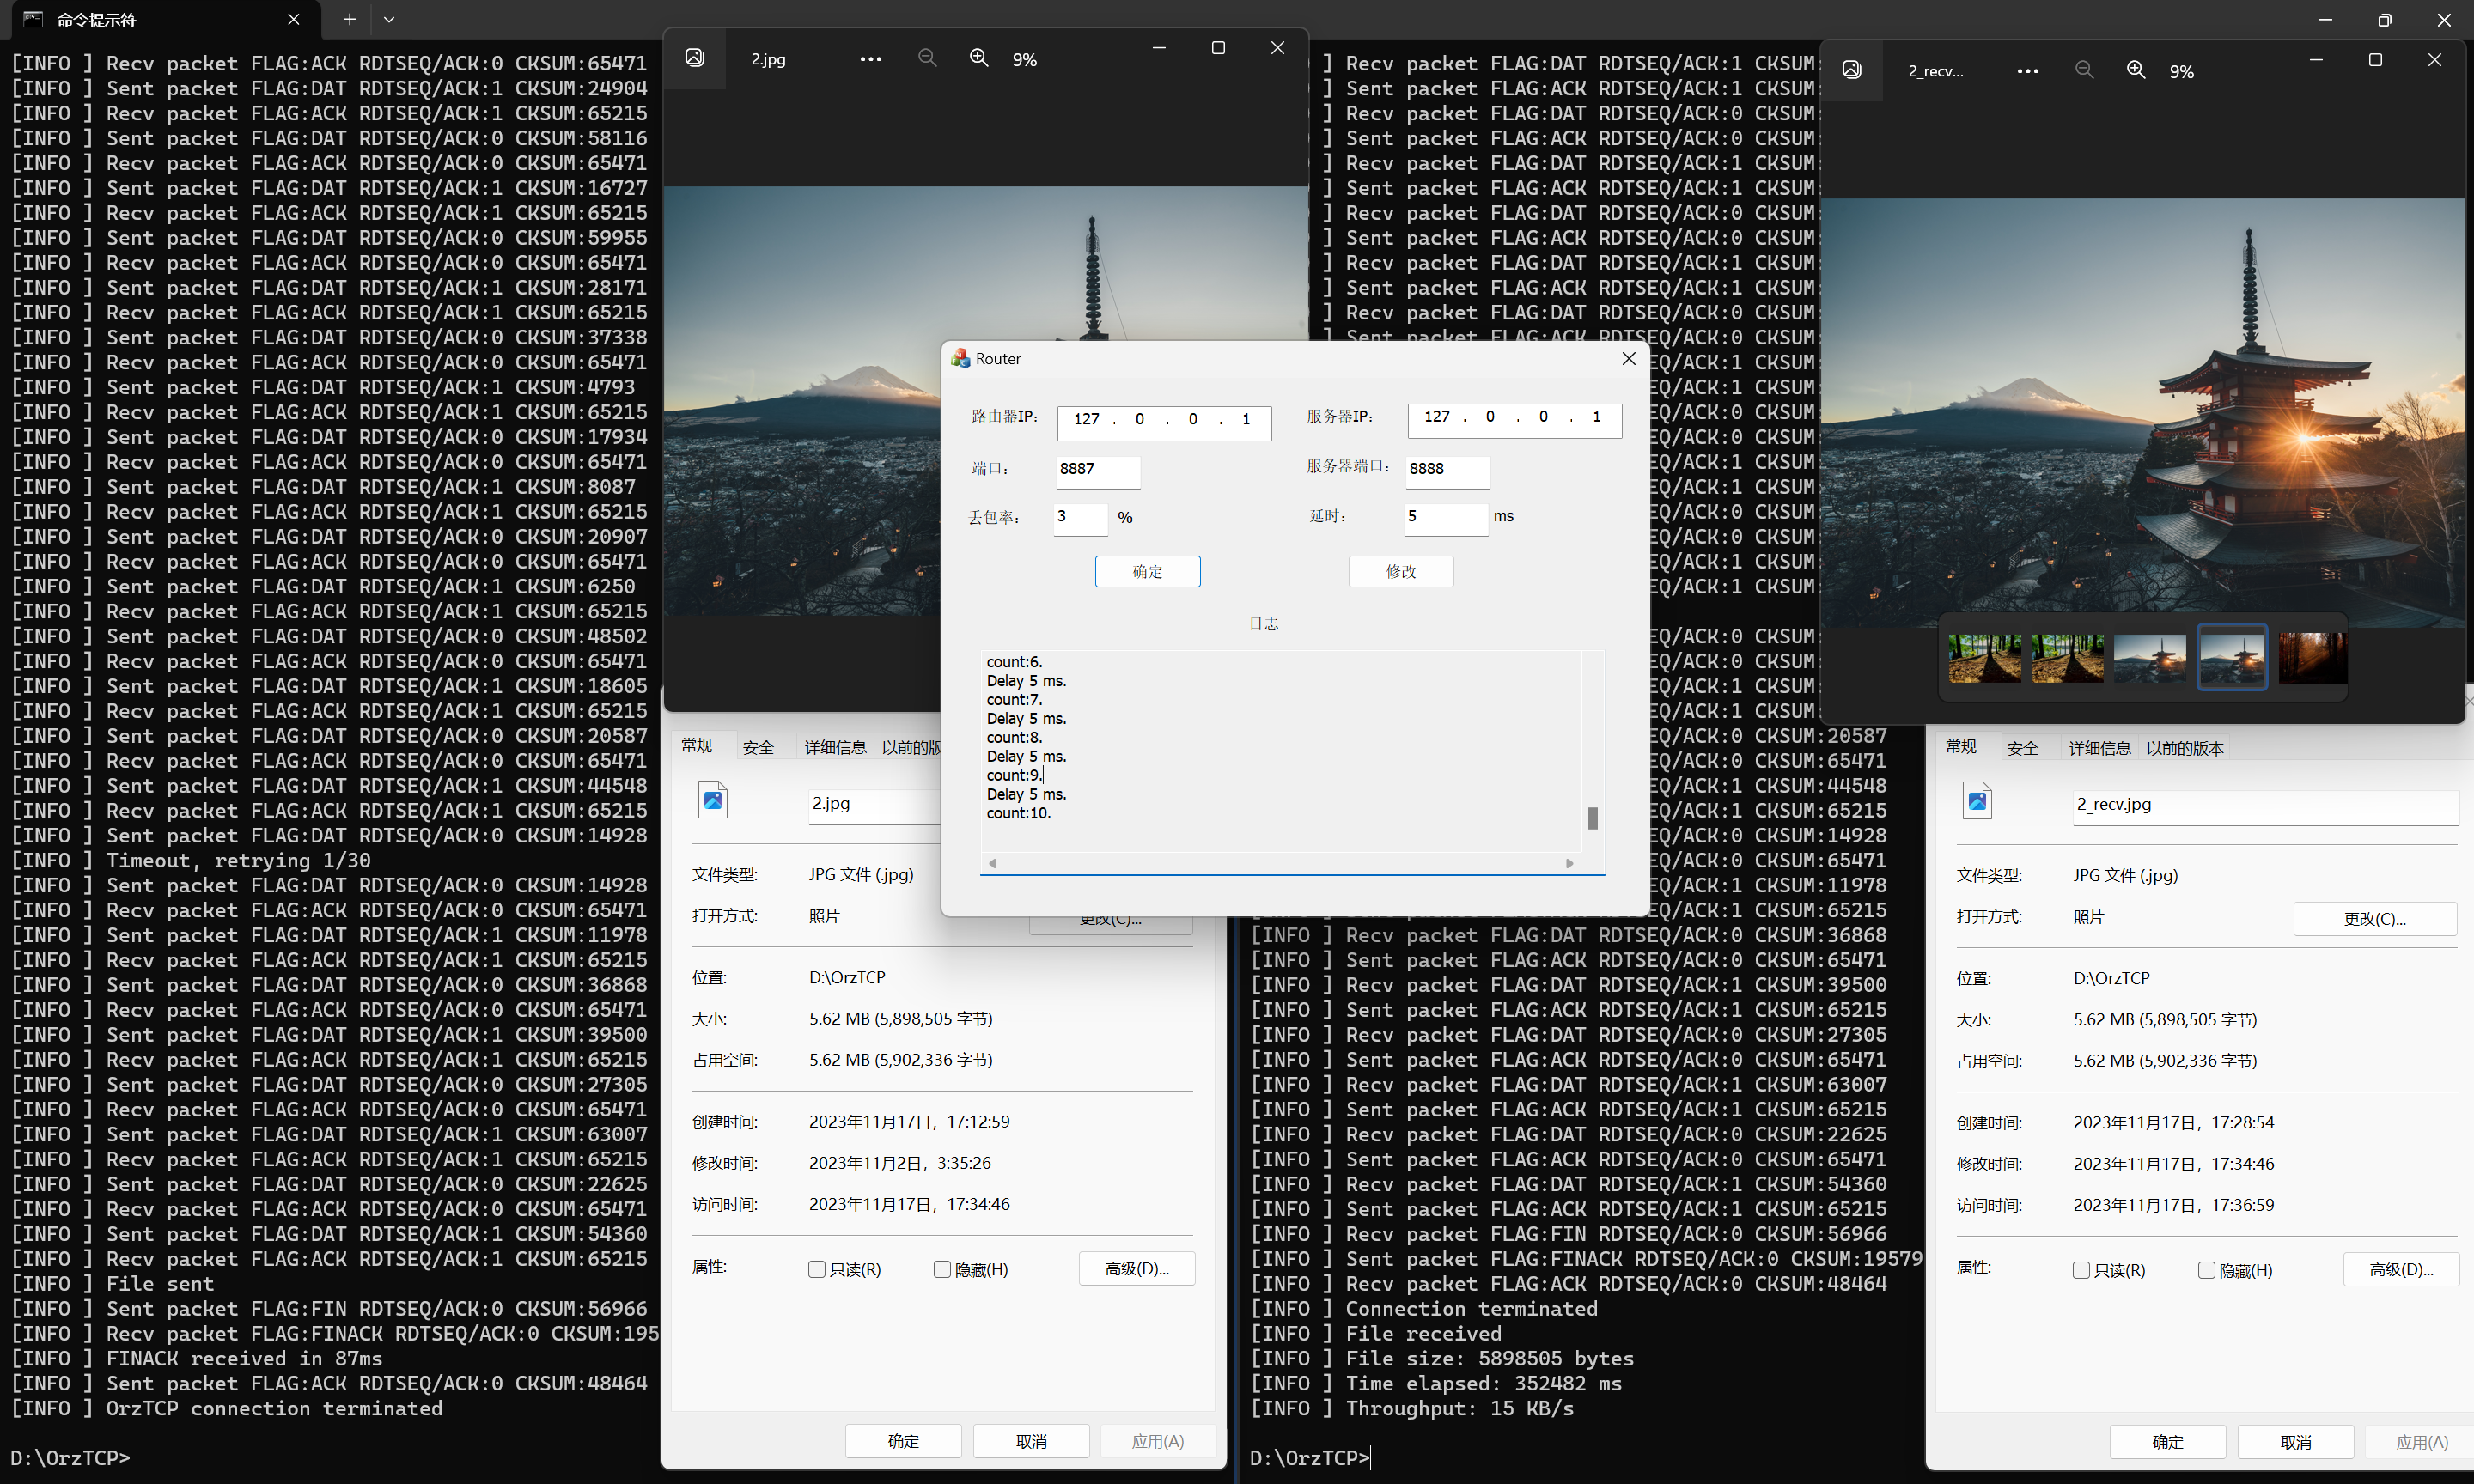 命令提示符
[INFO ] Recv packet FLAG:ACK RDTSEQ/ACK:0 CKSUM:65471
[INFO ] Sent packet FLAG:DAT RDTSEQ/ACK:1 CKSUM:24904
[INFO ] Recv packet FLAG:ACK RDTSEQ/ACK:1 CKSUM:65215
[INFO ] Sent packet FLAG:DAT RDTSEQ/ACK:0 CKSUM:58116
[INFO ] Recv packet FLAG:ACK RDTSEQ/ACK:0 CKSUM:65471
[INFO ] Sent packet FLAG:DAT RDTSEQ/ACK:1 CKSUM:16727
[INFO ] Recv packet FLAG:ACK RDTSEQ/ACK:1 CKSUM:65215
[INFO ] Sent packet FLAG:DAT RDTSEQ/ACK:0 CKSUM:59955
[INFO ] Recv packet FLAG:ACK RDTSEQ/ACK:0 CKSUM:65471
[INFO ] Sent packet FLAG:DAT RDTSEQ/ACK:1 CKSUM:28171
[INFO ] Recv packet FLAG:ACK RDTSEQ/ACK:1 CKSUM:65215
[INFO ] Sent packet FLAG:DAT RDTSEQ/ACK:0 CKSUM:37338
[INFO ] Recv packet FLAG:ACK RDTSEQ/ACK:0 CKSUM:65471
[INFO ] Sent packet FLAG:DAT RDTSEQ/ACK:1 CKSUM:4793
[INFO ] Recv packet FLAG:ACK RDTSEQ/ACK:1 CKSUM:65215
[INFO ] Sent packet FLAG:DAT RDTSEQ/ACK:0 CKSUM:17934
[INFO ] Recv packet FLAG:ACK RDTSEQ/ACK:0 CKSUM:65471
[INFO ] Sent packet FLAG:DAT RDTSEQ/ACK:1 CKSUM:8087
[INFO ] Recv packet FLAG:ACK RDTSEQ/ACK:1 CKSUM:65215
[INFO ] Sent packet FLAG:DAT RDTSEQ/ACK:0 CKSUM:20907
[INFO ] Recv packet FLAG:ACK RDTSEQ/ACK:0 CKSUM:65471
[INFO ] Sent packet FLAG:DAT RDTSEQ/ACK:1 CKSUM:6250
[INFO ] Recv packet FLAG:ACK RDTSEQ/ACK:1 CKSUM:65215
[INFO ] Sent packet FLAG:DAT RDTSEQ/ACK:0 CKSUM:48502
[INFO ] Recv packet FLAG:ACK RDTSEQ/ACK:0 CKSUM:65471
[INFO ] Sent packet FLAG:DAT RDTSEQ/ACK:1 CKSUM:18605
[INFO ] Recv packet FLAG:ACK RDTSEQ/ACK:1 CKSUM:65215
[INFO ] Sent packet FLAG:DAT RDTSEQ/ACK:0 CKSUM:20587
[INFO ] Recv packet FLAG:ACK RDTSEQ/ACK:0 CKSUM:65471
[INFO ] Sent packet FLAG:DAT RDTSEQ/ACK:1 CKSUM:44548
[INFO ] Recv packet FLAG:ACK RDTSEQ/ACK:1 CKSUM:65215
[INFO ] Sent packet FLAG:DAT RDTSEQ/ACK:0 CKSUM:14928
[INFO ] Timeout, retrying 1/30
[INFO ] Sent packet FLAG:DAT RDTSEQ/ACK:0 CKSUM:14928
[INFO ] Recv packet FLAG:ACK RDTSEQ/ACK:0 CKSUM:65471
[INFO ] Sent packet FLAG:DAT RDTSEQ/ACK:1 CKSUM:11978
[INFO ] Recv packet FLAG:ACK RDTSEQ/ACK:1 CKSUM:65215
[INFO ] Sent packet FLAG:DAT RDTSEQ/ACK:0 CKSUM:36868
[INFO ] Recv packet FLAG:ACK RDTSEQ/ACK:0 CKSUM:65471
[INFO ] Sent packet FLAG:DAT RDTSEQ/ACK:1 CKSUM:39500
[INFO ] Recv packet FLAG:ACK RDTSEQ/ACK:1 CKSUM:65215
[INFO ] Sent packet FLAG:DAT RDTSEQ/ACK:0 CKSUM:27305
[INFO ] Recv packet FLAG:ACK RDTSEQ/ACK:0 CKSUM:65471
[INFO ] Sent packet FLAG:DAT RDTSEQ/ACK:1 CKSUM:63007
[INFO ] Recv packet FLAG:ACK RDTSEQ/ACK:1 CKSUM:65215
[INFO ] Sent packet FLAG:DAT RDTSEQ/ACK:0 CKSUM:22625
[INFO ] Recv packet FLAG:ACK RDTSEQ/ACK:0 CKSUM:65471
[INFO ] Sent packet FLAG:DAT RDTSEQ/ACK:1 CKSUM:54360
[INFO ] Recv packet FLAG:ACK RDTSEQ/ACK:1 CKSUM:65215
[INFO ] File sent
[INFO ] Sent packet FLAG:FIN RDTSEQ/ACK:0 CKSUM:56966
[INFO ] Recv packet FLAG:FINACK RDTSEQ/ACK:0 CKSUM:195
[INFO ] FINACK received in 87ms
[INFO ] Sent packet FLAG:ACK RDTSEQ/ACK:0 CKSUM:48464
[INFO ] OrzTCP connection terminated
D:\OrzTCP>
2.jpg
9%
Router
路由器IP:
127 . 0 . 0 . 1
服务器IP:
127 . 0 . 0 . 1
端口:
8887
服务器端口:
8888
丢包率:
3 %
延时:
5 ms
确定
修改
日志
count:6.
Delay 5 ms.
count:7.
Delay 5 ms.
count:8.
Delay 5 ms.
count:9.
Delay 5 ms.
count:10.
常规
安全
详细信息
以前的版
2.jpg
文件类型:
JPG 文件 (.jpg)
打开方式:
照片
更改(C)...
位置:
D:\OrzTCP
大小:
5.62 MB (5,898,505 字节)
占用空间:
5.62 MB (5,902,336 字节)
创建时间:
2023年11月17日，17:12:59
修改时间:
2023年11月2日，3:35:26
访问时间:
2023年11月17日，17:34:46
属性:
只读(R)
隐藏(H)
高级(D)...
确定
取消
应用(A)
] Recv packet FLAG:DAT RDTSEQ/ACK:1 CKSUM:
] Sent packet FLAG:ACK RDTSEQ/ACK:1 CKSUM:
] Recv packet FLAG:DAT RDTSEQ/ACK:0 CKSUM:
] Sent packet FLAG:ACK RDTSEQ/ACK:0 CKSUM:
] Recv packet FLAG:DAT RDTSEQ/ACK:1 CKSUM:
] Sent packet FLAG:ACK RDTSEQ/ACK:1 CKSUM:
] Recv packet FLAG:DAT RDTSEQ/ACK:0 CKSUM:
] Sent packet FLAG:ACK RDTSEQ/ACK:0 CKSUM:
] Recv packet FLAG:DAT RDTSEQ/ACK:1 CKSUM:
] Sent packet FLAG:ACK RDTSEQ/ACK:1 CKSUM:
] Recv packet FLAG:DAT RDTSEQ/ACK:0 CKSUM:
] Sent packet FLAG:ACK RDTSEQ/ACK:0 CKSUM:
EQ/ACK:1 CKSUM:
EQ/ACK:1 CKSUM:
EQ/ACK:0 CKSUM:
EQ/ACK:0 CKSUM:
EQ/ACK:1 CKSUM:
EQ/ACK:1 CKSUM:
EQ/ACK:0 CKSUM:
EQ/ACK:0 CKSUM:
EQ/ACK:1 CKSUM:
EQ/ACK:1 CKSUM:
EQ/ACK:0 CKSUM:
EQ/ACK:0 CKSUM:
EQ/ACK:1 CKSUM:
EQ/ACK:1 CKSUM:
EQ/ACK:0 CKSUM:20587
EQ/ACK:0 CKSUM:65471
EQ/ACK:1 CKSUM:44548
EQ/ACK:1 CKSUM:65215
EQ/ACK:0 CKSUM:14928
EQ/ACK:0 CKSUM:65471
EQ/ACK:1 CKSUM:11978
EQ/ACK:1 CKSUM:65215
[INFO ] Recv packet FLAG:DAT RDTSEQ/ACK:0 CKSUM:36868
[INFO ] Sent packet FLAG:ACK RDTSEQ/ACK:0 CKSUM:65471
[INFO ] Recv packet FLAG:DAT RDTSEQ/ACK:1 CKSUM:39500
[INFO ] Sent packet FLAG:ACK RDTSEQ/ACK:1 CKSUM:65215
[INFO ] Recv packet FLAG:DAT RDTSEQ/ACK:0 CKSUM:27305
[INFO ] Sent packet FLAG:ACK RDTSEQ/ACK:0 CKSUM:65471
[INFO ] Recv packet FLAG:DAT RDTSEQ/ACK:1 CKSUM:63007
[INFO ] Sent packet FLAG:ACK RDTSEQ/ACK:1 CKSUM:65215
[INFO ] Recv packet FLAG:DAT RDTSEQ/ACK:0 CKSUM:22625
[INFO ] Sent packet FLAG:ACK RDTSEQ/ACK:0 CKSUM:65471
[INFO ] Recv packet FLAG:DAT RDTSEQ/ACK:1 CKSUM:54360
[INFO ] Sent packet FLAG:ACK RDTSEQ/ACK:1 CKSUM:65215
[INFO ] Recv packet FLAG:FIN RDTSEQ/ACK:0 CKSUM:56966
[INFO ] Sent packet FLAG:FINACK RDTSEQ/ACK:0 CKSUM:19579
[INFO ] Recv packet FLAG:ACK RDTSEQ/ACK:0 CKSUM:48464
[INFO ] Connection terminated
[INFO ] File received
[INFO ] File size: 5898505 bytes
[INFO ] Time elapsed: 352482 ms
[INFO ] Throughput: 15 KB/s
D:\OrzTCP>
2_recv...
9%
常规
安全
详细信息
以前的版本
2_recv.jpg
文件类型:
JPG 文件 (.jpg)
打开方式:
照片
更改(C)...
位置:
D:\OrzTCP
大小:
5.62 MB (5,898,505 字节)
占用空间:
5.62 MB (5,902,336 字节)
创建时间:
2023年11月17日，17:28:54
修改时间:
2023年11月17日，17:34:46
访问时间:
2023年11月17日，17:36:59
属性:
只读(R)
隐藏(H)
高级(D)...
确定
取消
应用(A)